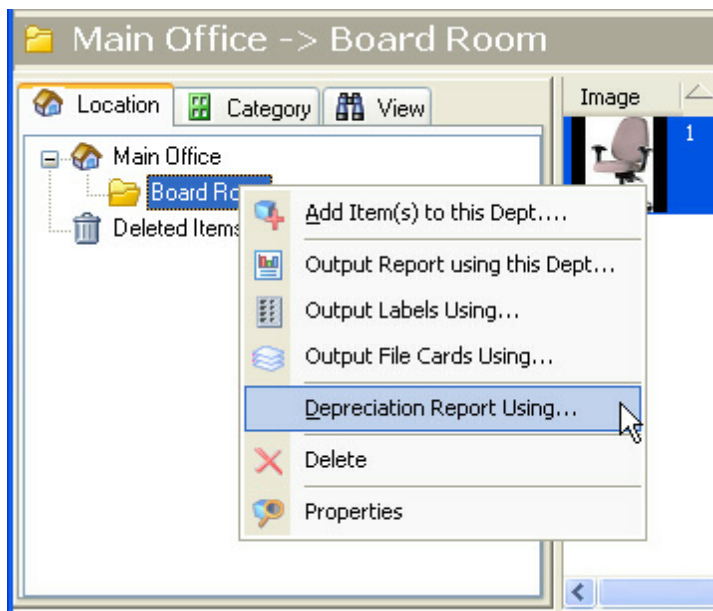 Main Office -> Board Room
Location Category View
Image
1
Main Office
Board Ro
Deleted Items
Add Item(s) to this Dept....
Output Report using this Dept...
Output Labels Using...
Output File Cards Using...
Depreciation Report Using...
Delete
Properties